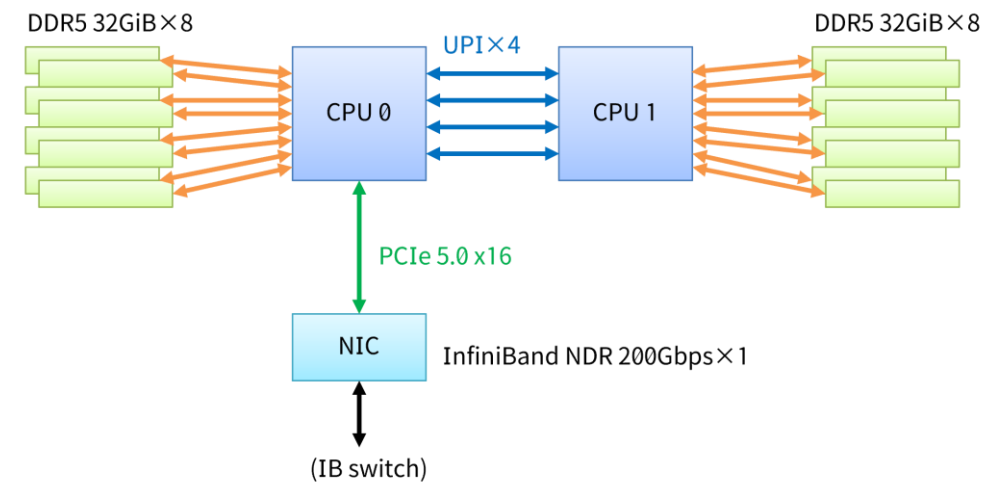 DDR5 32GiB×8
DDR5 32GiB×8
UPI×4
CPU 0
CPU 1
PCIe 5.0 x16
NIC
InfiniBand NDR 200Gbps×1
(IB switch)